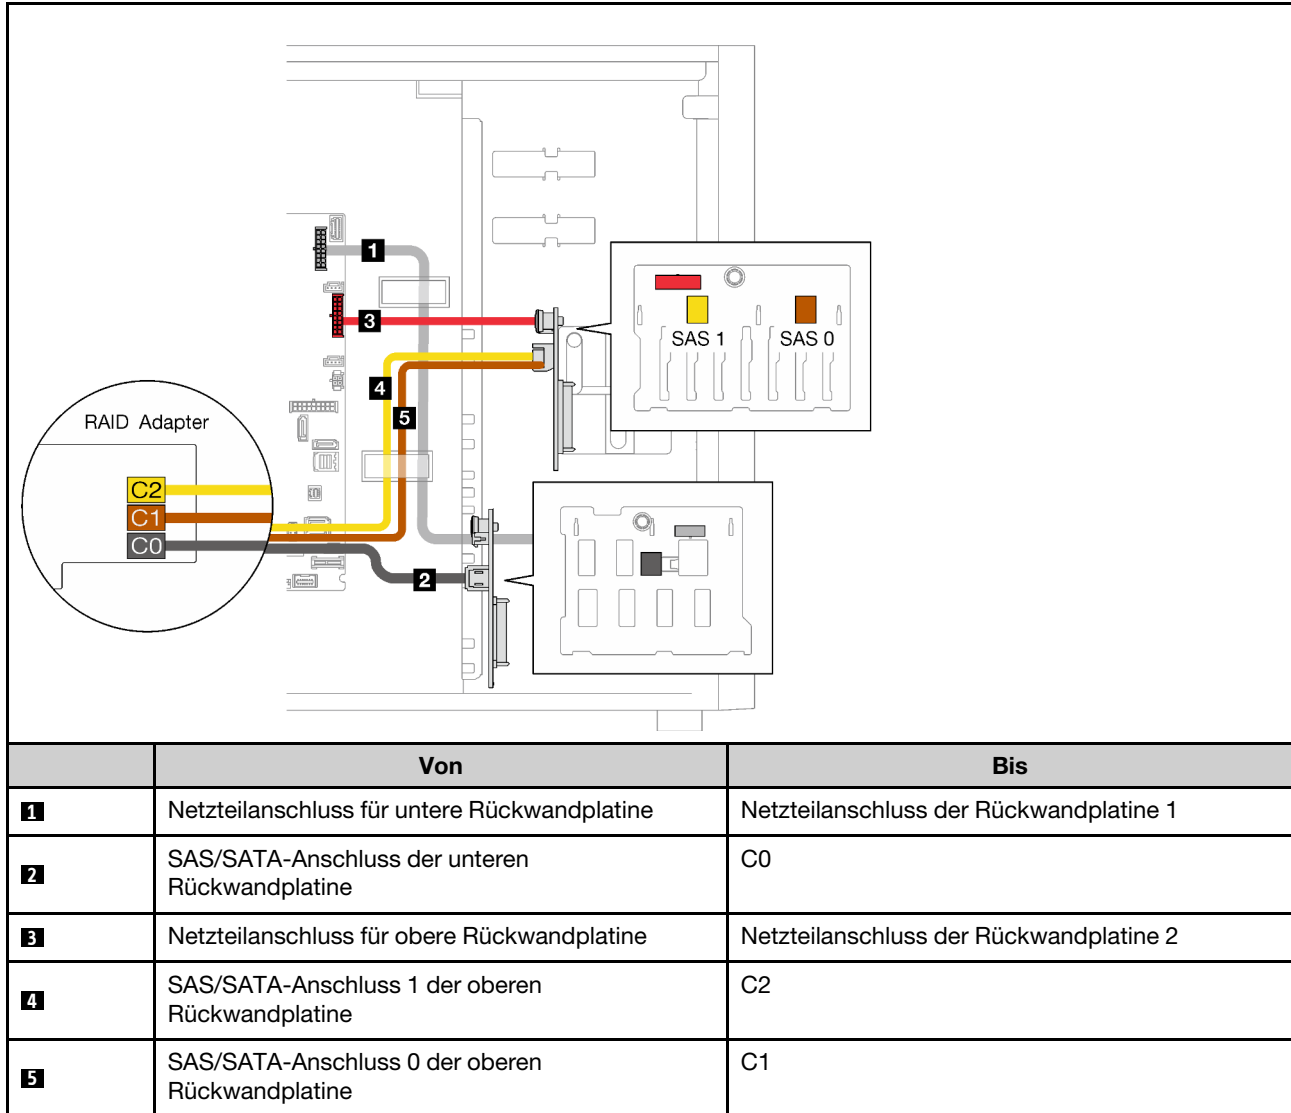 1
3
SAS 1 SAS 0
4
5
RAID Adapter
C2
C1
C0
2
Von Bis
1 Netzteilanschluss für untere Rückwandplatine Netzteilanschluss der Rückwandplatine 1
2 SAS/SATA-Anschluss der unteren Rückwandplatine C0
3 Netzteilanschluss für obere Rückwandplatine Netzteilanschluss der Rückwandplatine 2
4 SAS/SATA-Anschluss 1 der oberen Rückwandplatine C2
5 SAS/SATA-Anschluss 0 der oberen Rückwandplatine C1